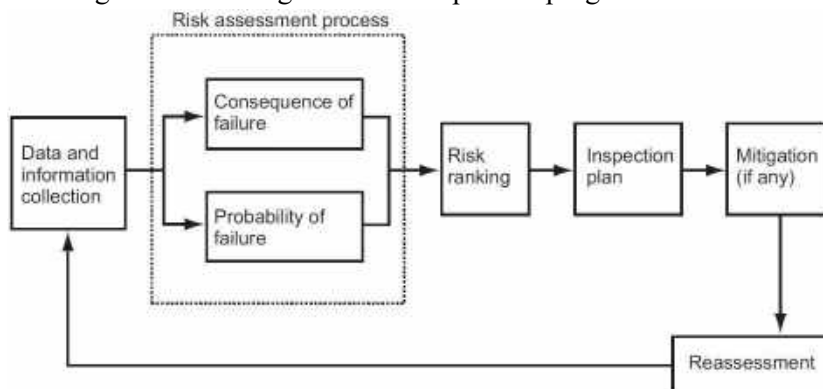 Risk assessment process
Consequence of
failure
Data and
information
collection
Probability of
failure
Risk
ranking
Inspection
plan
Mitigation
(if any)
Reassessment